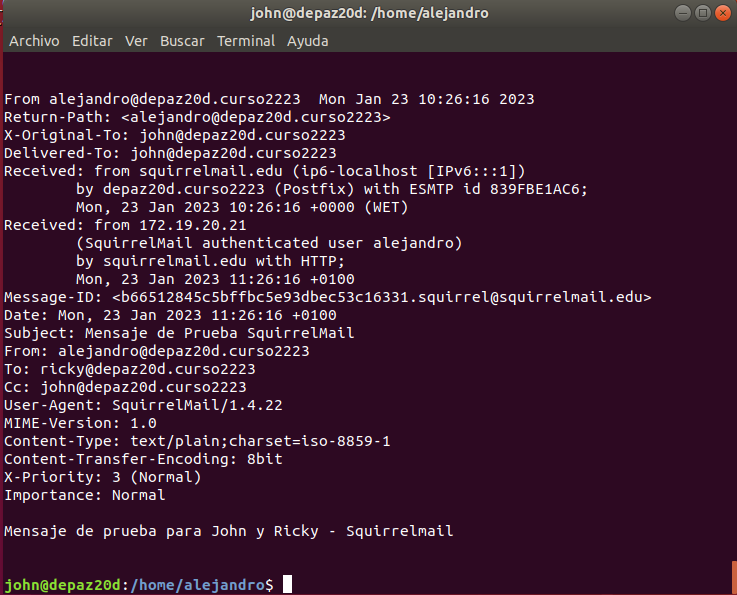 john@depaz20d: /home/alejandro
Archivo Editar Ver Buscar Terminal Ayuda
From alejandro@depaz20d.curso2223  Mon Jan 23 10:26:16 2023
Return-Path: <alejandro@depaz20d.curso2223>
X-Original-To: john@depaz20d.curso2223
Delivered-To: john@depaz20d.curso2223
Received: from squirrelmail.edu (ip6-localhost [IPv6:::1])
        by depaz20d.curso2223 (Postfix) with ESMTP id 839FBE1AC6;
        Mon, 23 Jan 2023 10:26:16 +0000 (WET)
Received: from 172.19.20.21
        (SquirrelMail authenticated user alejandro)
        by squirrelmail.edu with HTTP;
        Mon, 23 Jan 2023 11:26:16 +0100
Message-ID: <b66512845c5bffbc5e93dbec53c16331.squirrel@squirrelmail.edu>
Date: Mon, 23 Jan 2023 11:26:16 +0100
Subject: Mensaje de Prueba SquirrelMail
From: alejandro@depaz20d.curso2223
To: ricky@depaz20d.curso2223
Cc: john@depaz20d.curso2223
User-Agent: SquirrelMail/1.4.22
MIME-Version: 1.0
Content-Type: text/plain;charset=iso-8859-1
Content-Transfer-Encoding: 8bit
X-Priority: 3 (Normal)
Importance: Normal
Mensaje de prueba para John y Ricky - Squirrelmail
john@depaz20d:/home/alejandro$